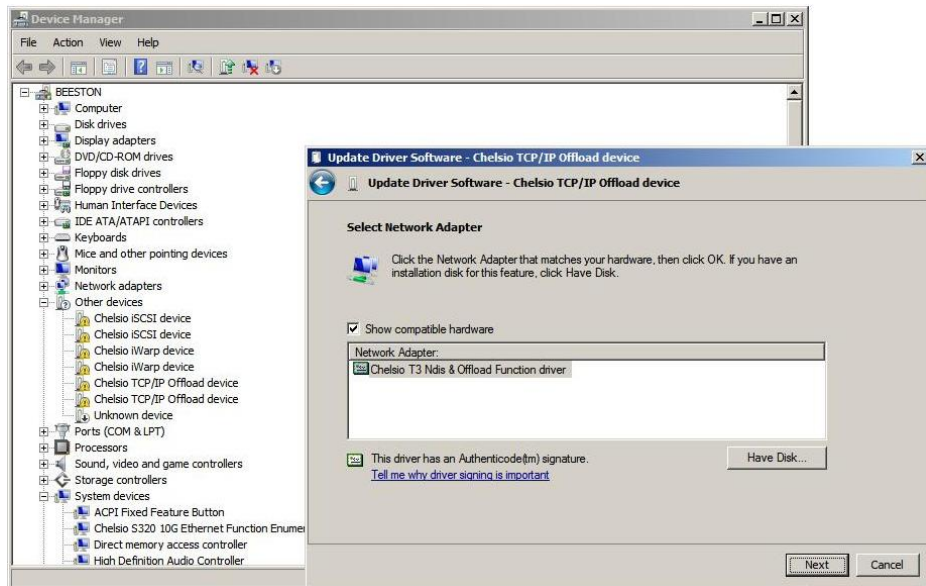 Device Manager
File Action View Help
BEESTON
Computer
Disk drives
Display adapters
DVD/CD-ROM drives
Floppy disk drives
Floppy drive controllers
Human Interface Devices
IDE ATA/ATAPI controllers
Keyboards
Mice and other pointing devices
Monitors
Network adapters
Other devices
Chelsio iSCSI device
Chelsio iSCSI device
Chelsio iWarp device
Chelsio iWarp device
Chelsio TCP/IP Offload device
Chelsio TCP/IP Offload device
Unknown device
Ports (COM & LPT)
Processors
Sound, video and game controllers
Storage controllers
System devices
ACPI Fixed Feature Button
Chelsio S320 10G Ethernet Function Enume
Direct memory access controller
High Definition Audio Controller
Update Driver Software - Chelsio TCP/IP Offload device
Update Driver Software - Chelsio TCP/IP Offload device
Select Network Adapter
Click the Network Adapter that matches your hardware, then click OK. If you have an
installation disk for this feature, click Have Disk.
Show compatible hardware
Network Adapter:
Chelsio T3 Ndis & Offload Function driver
This driver has an Authenticode(tm) signature.
Tell me why driver signing is important
Have Disk...
Next Cancel